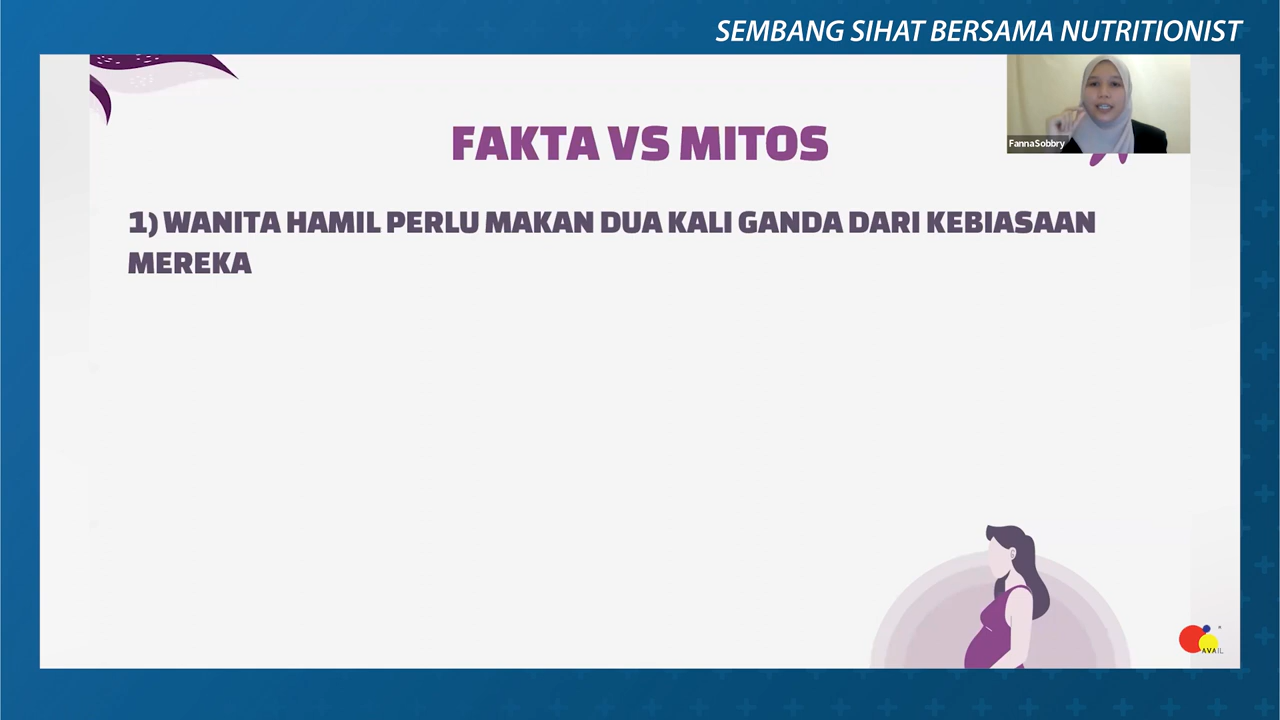 SEMBANG SIHAT BERSAMA NUTRITIONIST
FannaSobbry
FAKTA VS MITOS
1) WANITA HAMIL PERLU MAKAN DUA KALI GANDA DARI KEBIASAAN
MEREKA
AVAIL